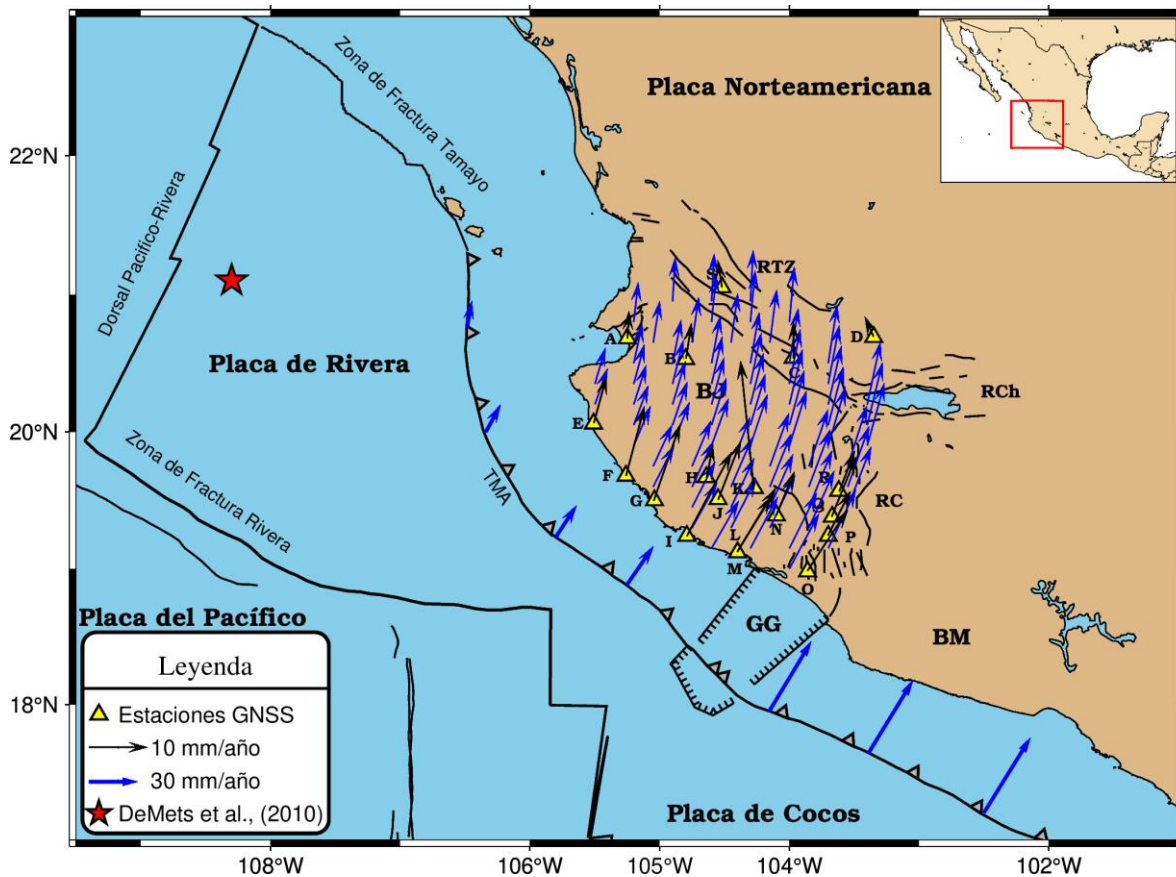 22°N
20°N
18°N
108°W
106°W
104°W
104°W
102°W
Zona de Fractura Tamayo
Placa Norteamericana
Dorsal Pacifico-Rivera
Placa de Rivera
TMA
Zona de Fractura Rivera
Placa del Pacífico
Placa de Cocos
S
RTZ
A
B
C
D
BJ
RCh
E
F
G
H
K
R
J
N
Q
RC
I
L
M
P
O
GG
BM
Leyenda
Estaciones GNSS
10 mm/año
30 mm/año
DeMets et al., (2010)